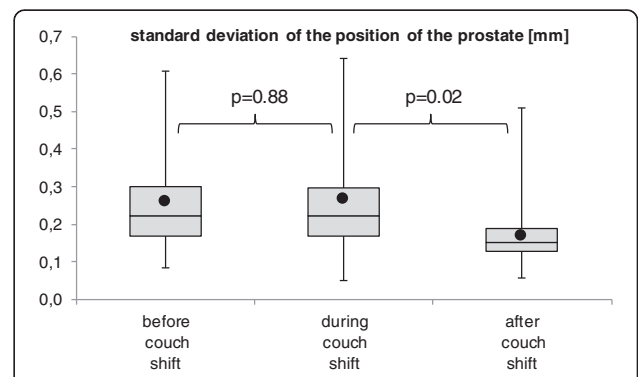 standard deviation of the position of the prostate [mm]
0,7
0,6
0,5
0,4
0,3
0,2
0,1
0,0
p=0.88
p=0.02
before
couch
shift
during
couch
shift
after
couch
shift